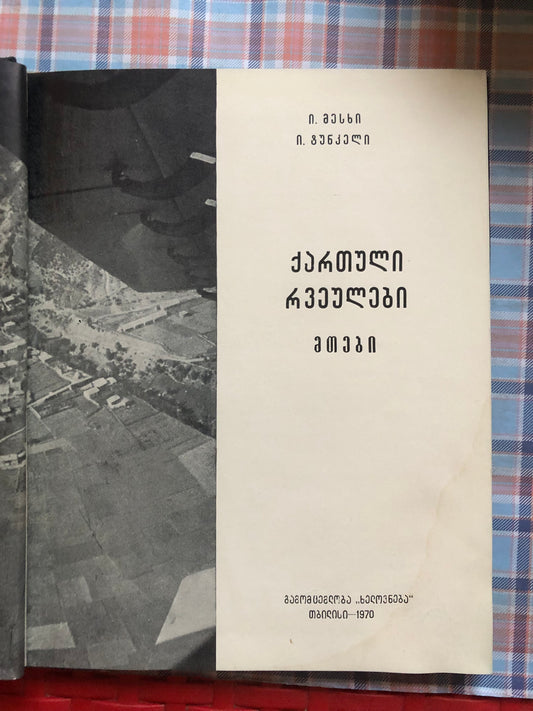 ი. მესხი
ი. გუნკელი
ქართული
რვეულები
მთები
გამომცემლობა „ხელოვნება“
თბილისი—1970